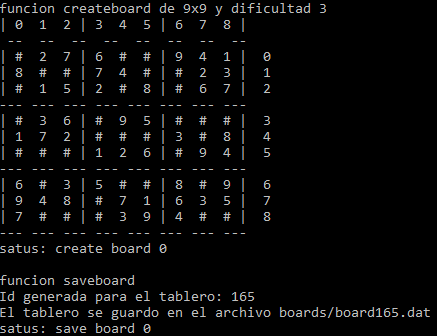 funcion createboard de 9x9 y dificultad 3
| 0 1 2 | 3 4 5 | 6 7 8 |
 -- -- -- -- -- -- --
| # 2 7 | 6 # # | 9 4 1 | 0
| 8 # # | 7 4 # | # 2 3 | 1
| # 1 5 | 2 # 8 | # 6 7 | 2
--- --- --- --- --- --- ---
| # 3 6 | # 9 5 | # # # | 3
| 1 7 2 | # # # | 3 # 8 | 4
| # # # | 1 2 6 | # 9 4 | 5
--- --- --- --- --- --- ---
| 6 # 3 | 5 # # | 8 # 9 | 6
| 9 4 8 | # 7 1 | 6 3 5 | 7
| 7 # # | # 3 9 | 4 # # | 8
--- --- --- --- --- --- ---
satus: create board 0
funcion saveboard
Id generada para el tablero: 165
El tablero se guardo en el archivo boards/board165.dat
satus: save board 0